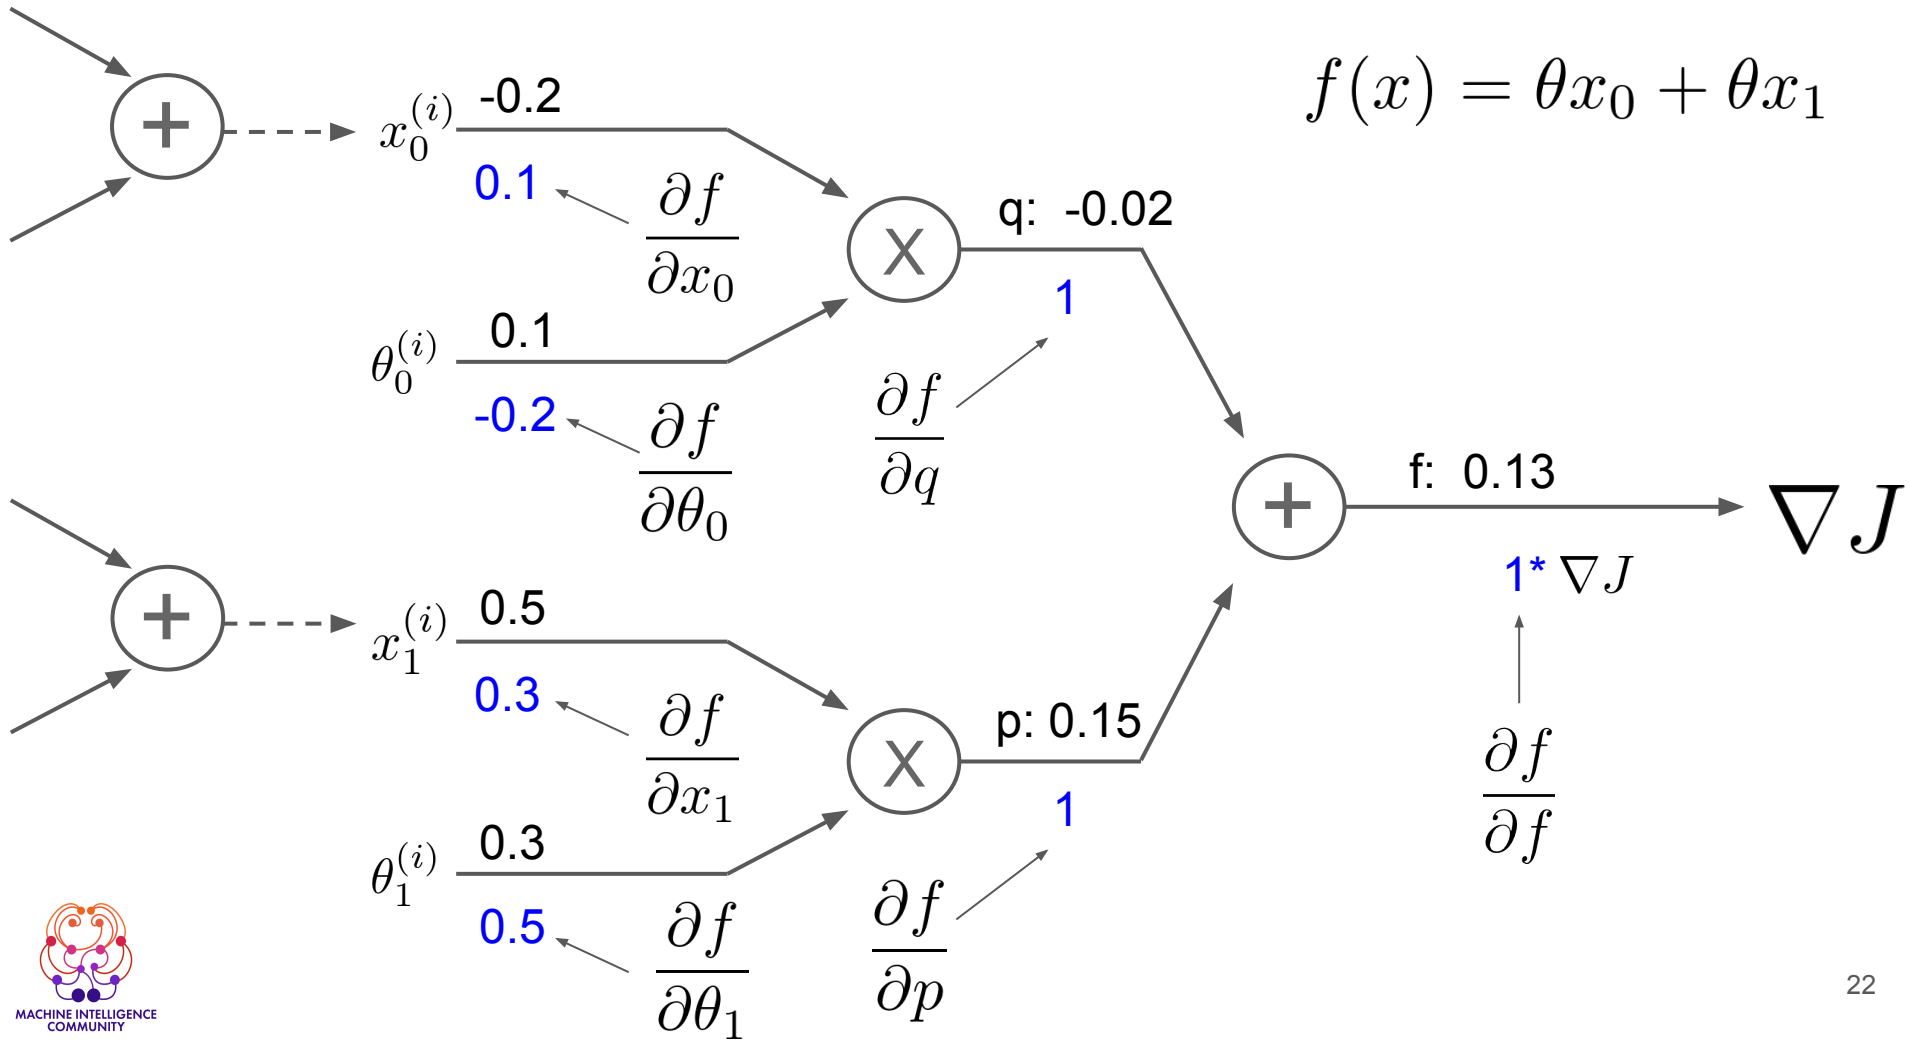 f(x) = θx₀ + θx₁
+
x₀⁽ⁱ⁾ -0.2
0.1
∂f/∂x₀
θ₀⁽ⁱ⁾ 0.1
-0.2
∂f/∂θ₀
X
q: -0.02
1
∂f/∂q
+
x₁⁽ⁱ⁾ 0.5
0.3
∂f/∂x₁
θ₁⁽ⁱ⁾ 0.3
0.5
∂f/∂θ₁
X
p: 0.15
1
∂f/∂p
+
f: 0.13
∇J
1* ∇J
∂f/∂f
MACHINE INTELLIGENCE
COMMUNITY
22